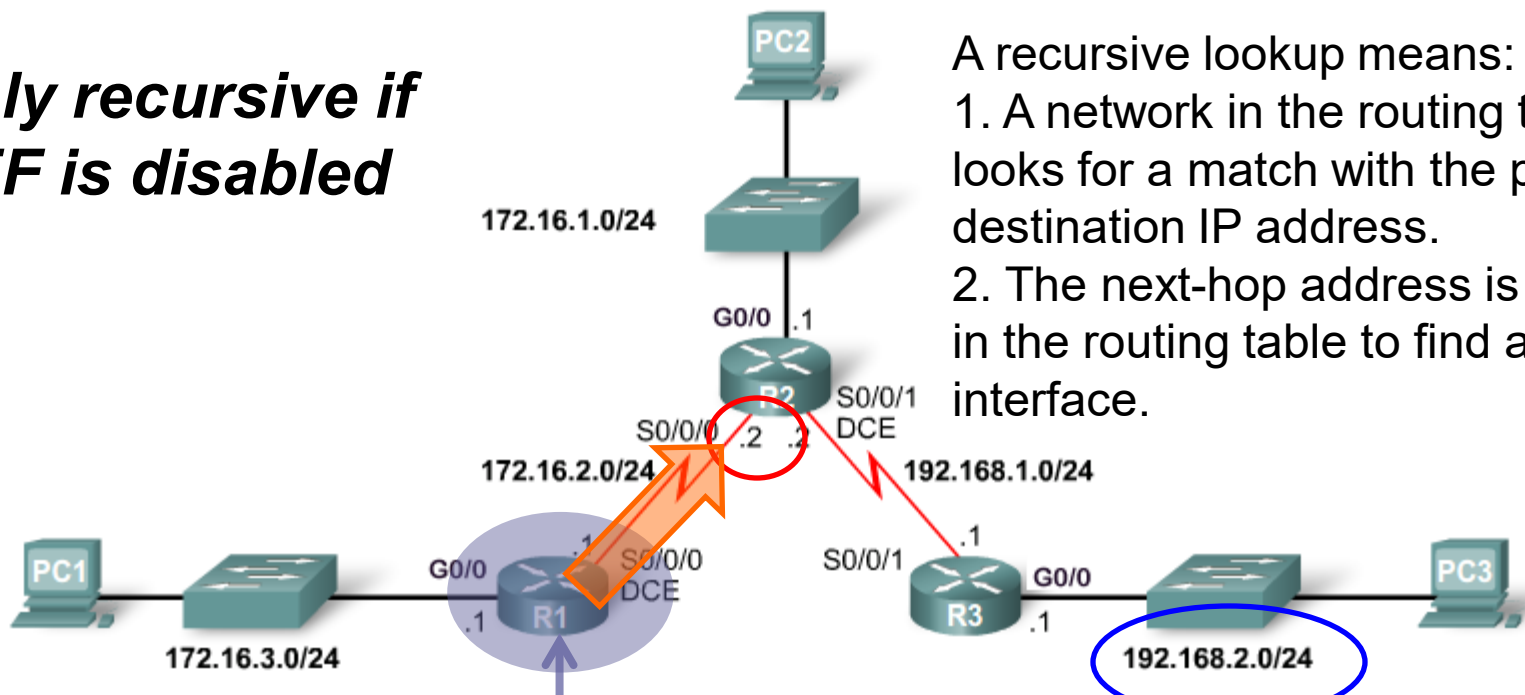 ly recursive if
F is disabled
A recursive lookup means:
1. A network in the routing
looks for a match with the
destination IP address.
2. The next-hop address is
in the routing table to find
interface.
PC2
172.16.1.0/24
G0/0 .1
R2
S0/0/0 .2 .2 S0/0/1
DCE
172.16.2.0/24
192.168.1.0/24
PC1
G0/0 .1
R1
.1 S0/0/0
DCE
172.16.3.0/24
S0/0/1 .1
R3
G0/0
.1
PC3
192.168.2.0/24